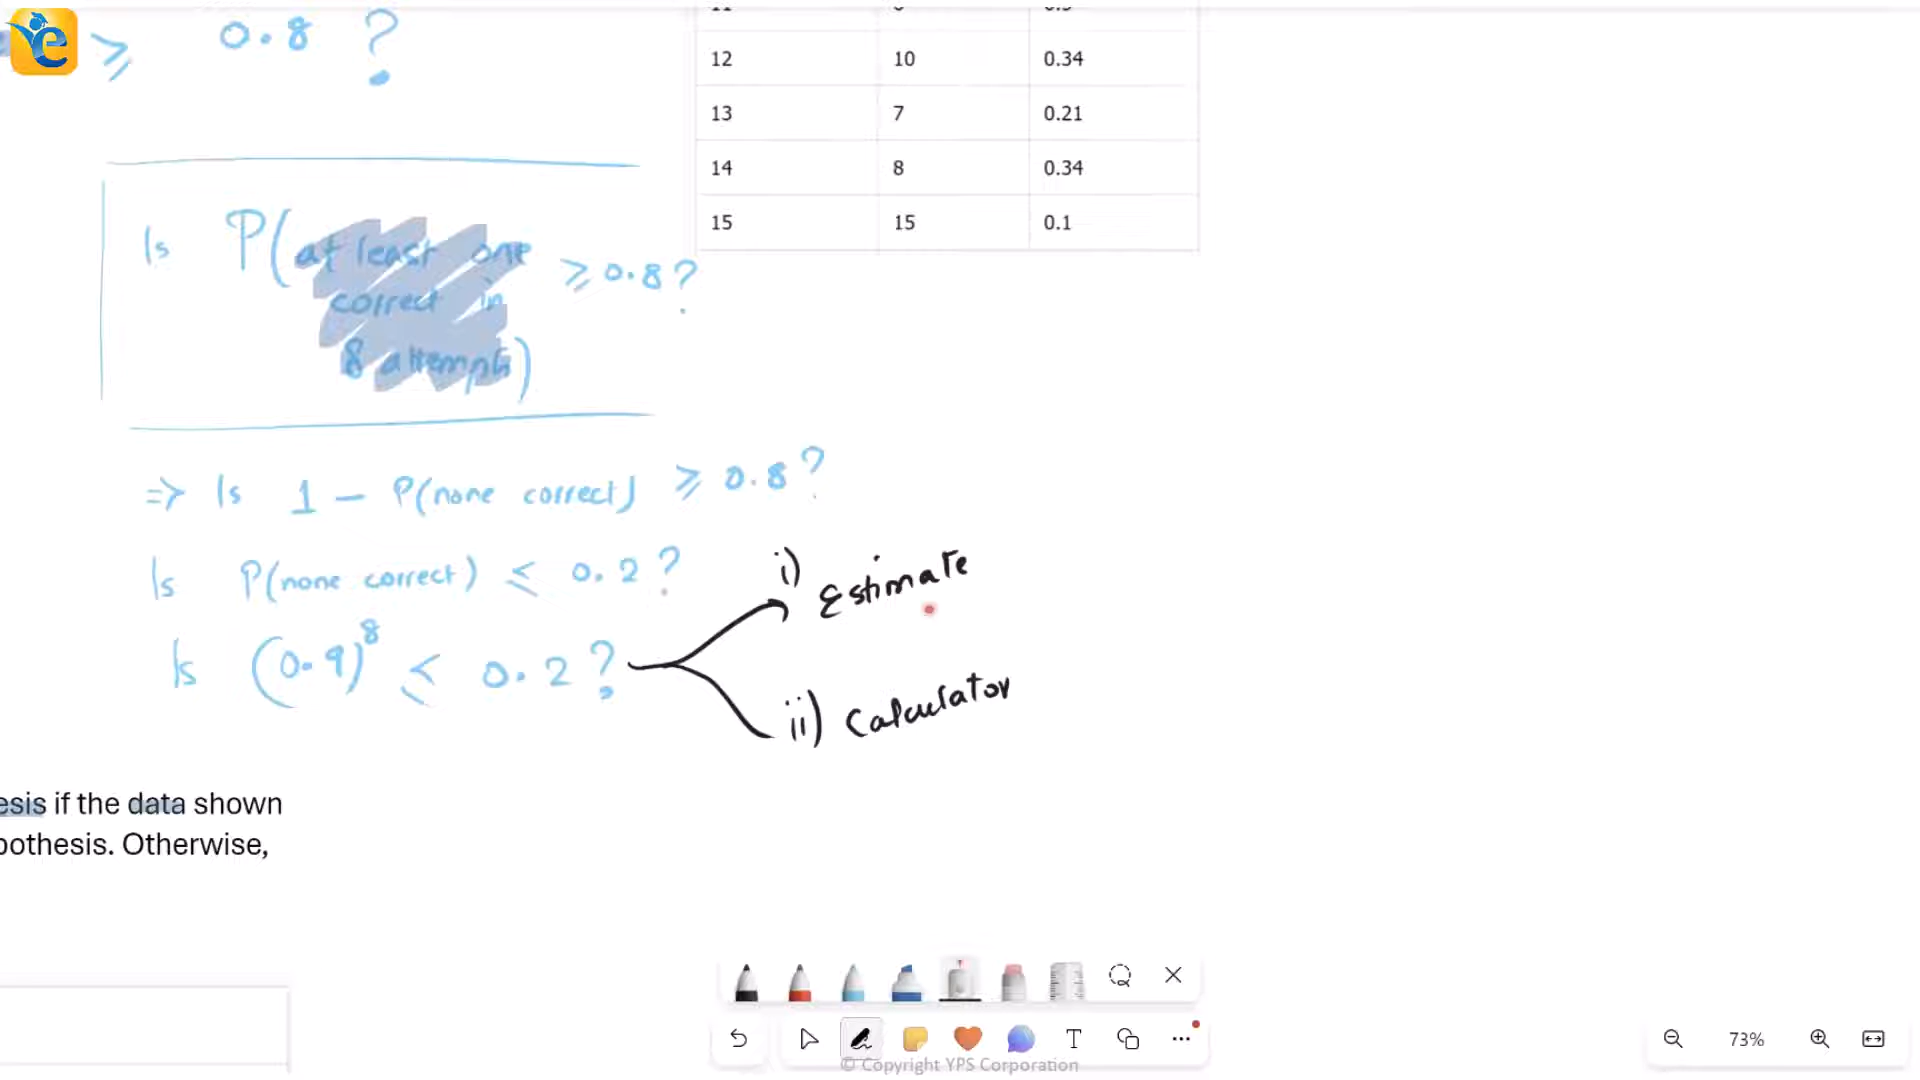 ≥ 0.8 ?
12 10 0.34
13 7 0.21
14 8 0.34
15 15 0.1
Is P(at least one
correct in
8 attempts) ≥ 0.8?
=> Is 1 - P(none correct) ≥ 0.8?
Is P(none correct) ≤ 0.2?
Is (0.9)^8 ≤ 0.2?
i) Estimate
ii) Calculator
esis if the data shown
pothesis. Otherwise,
73%
© Copyright YPS Corporation